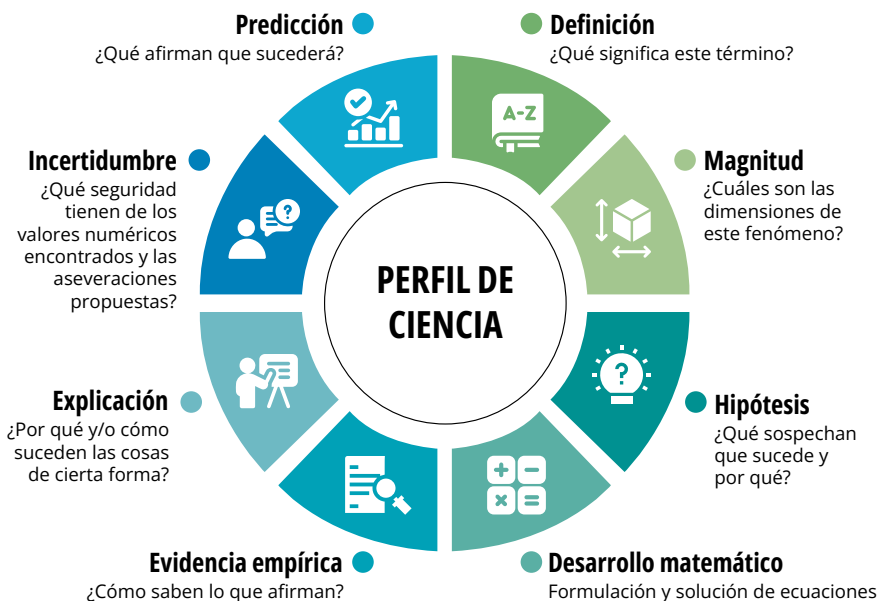 Predicción
¿Qué afirman que sucederá?
Definición
¿Qué significa este término?
A-Z
Incertidumbre
¿Qué seguridad
tienen de los
valores numéricos
encontrados y las
aseveraciones
propuestas?
?
Magnitud
¿Cuáles son las
dimensiones de
este fenómeno?
PERFIL DE
CIENCIA
Explicación
¿Por qué y/o cómo
suceden las cosas
de cierta forma?
?
Hipótesis
¿Qué sospechan
que sucede y
por qué?
+ −
× =
Evidencia empírica
¿Cómo saben lo que afirman?
Desarrollo matemático
Formulación y solución de ecuaciones